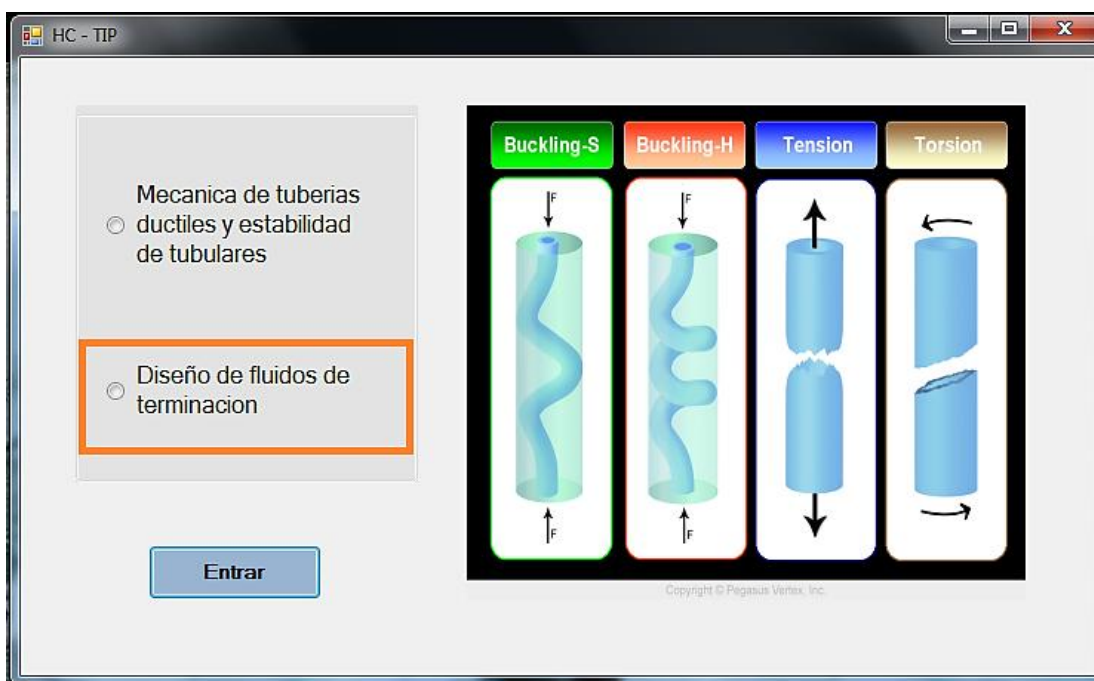 HC - TIP
Mecanica de tuberias
ductiles y estabilidad
de tubulares
Diseño de fluidos de
terminacion
Entrar
Buckling-S
Buckling-H
Tension
Torsion
F
F
F
F
Copyright © Pegasus Vertex, Inc.